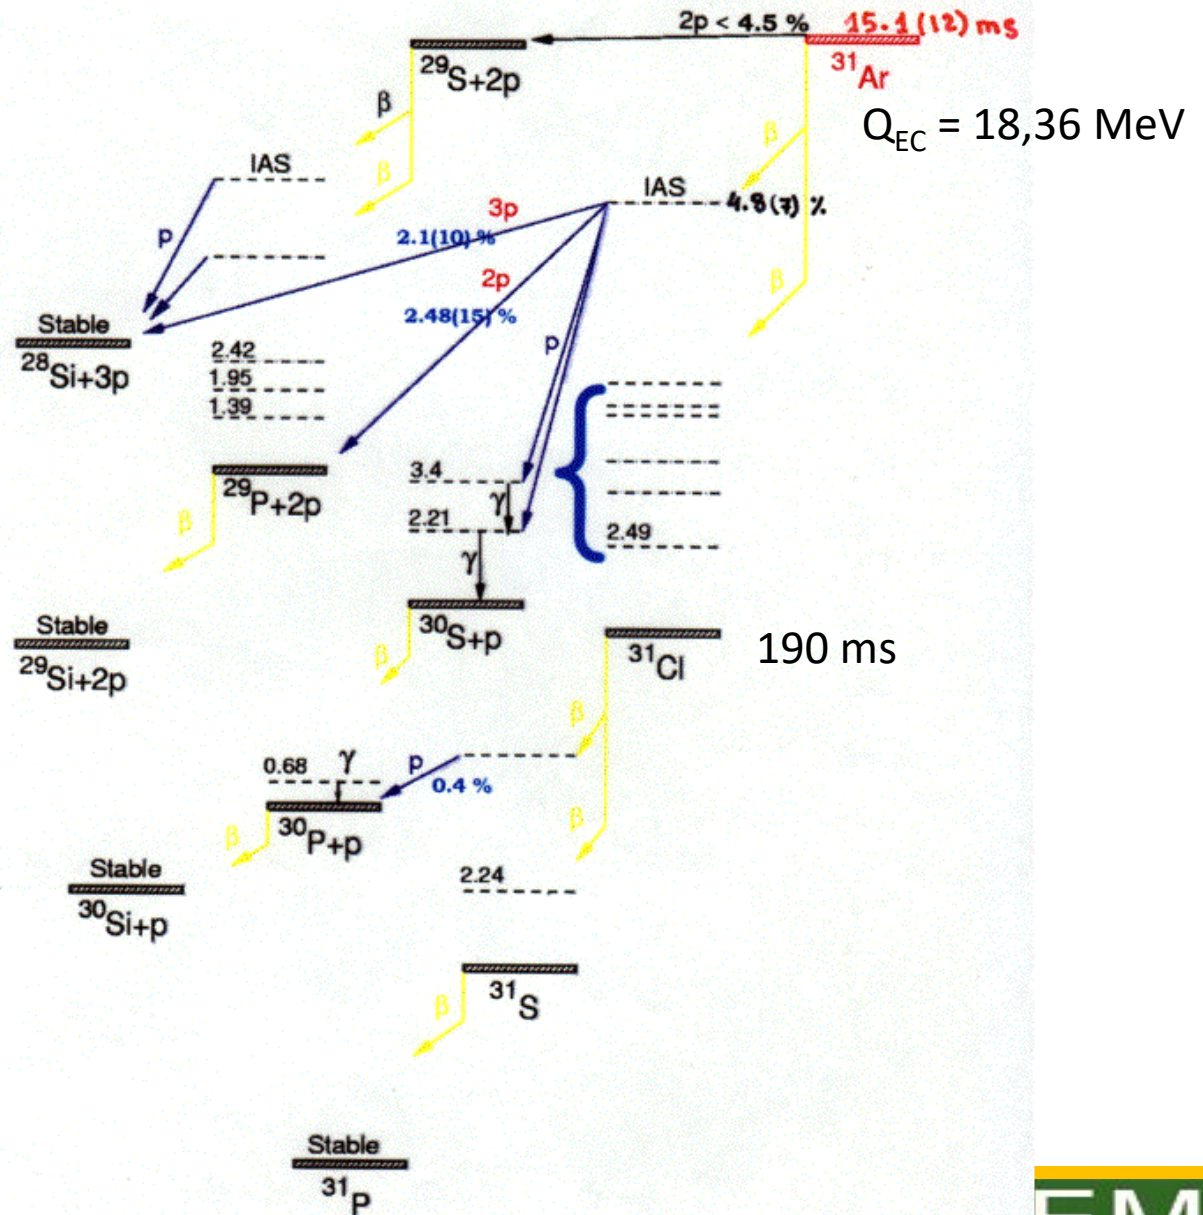 2p < 4.5 % 15.1(12) ms
²⁹S+2p
³¹Ar
β
Q_EC = 18,36 MeV
β
IAS
β
IAS
4.8(7) %
3p
p
2.1(10) %
2p
β
Stable
2.48(15) %
p
²⁸Si+3p
2.42
1.95
1.39
3.4
²⁹P+2p
γ
2.21
2.49
β
γ
Stable
³⁰S+p
190 ms
²⁹Si+2p
β
³¹Cl
β
0.68 γ p
0.4 %
β
³⁰P+p
β
Stable
2.24
³⁰Si+p
³¹S
β
Stable
³¹P